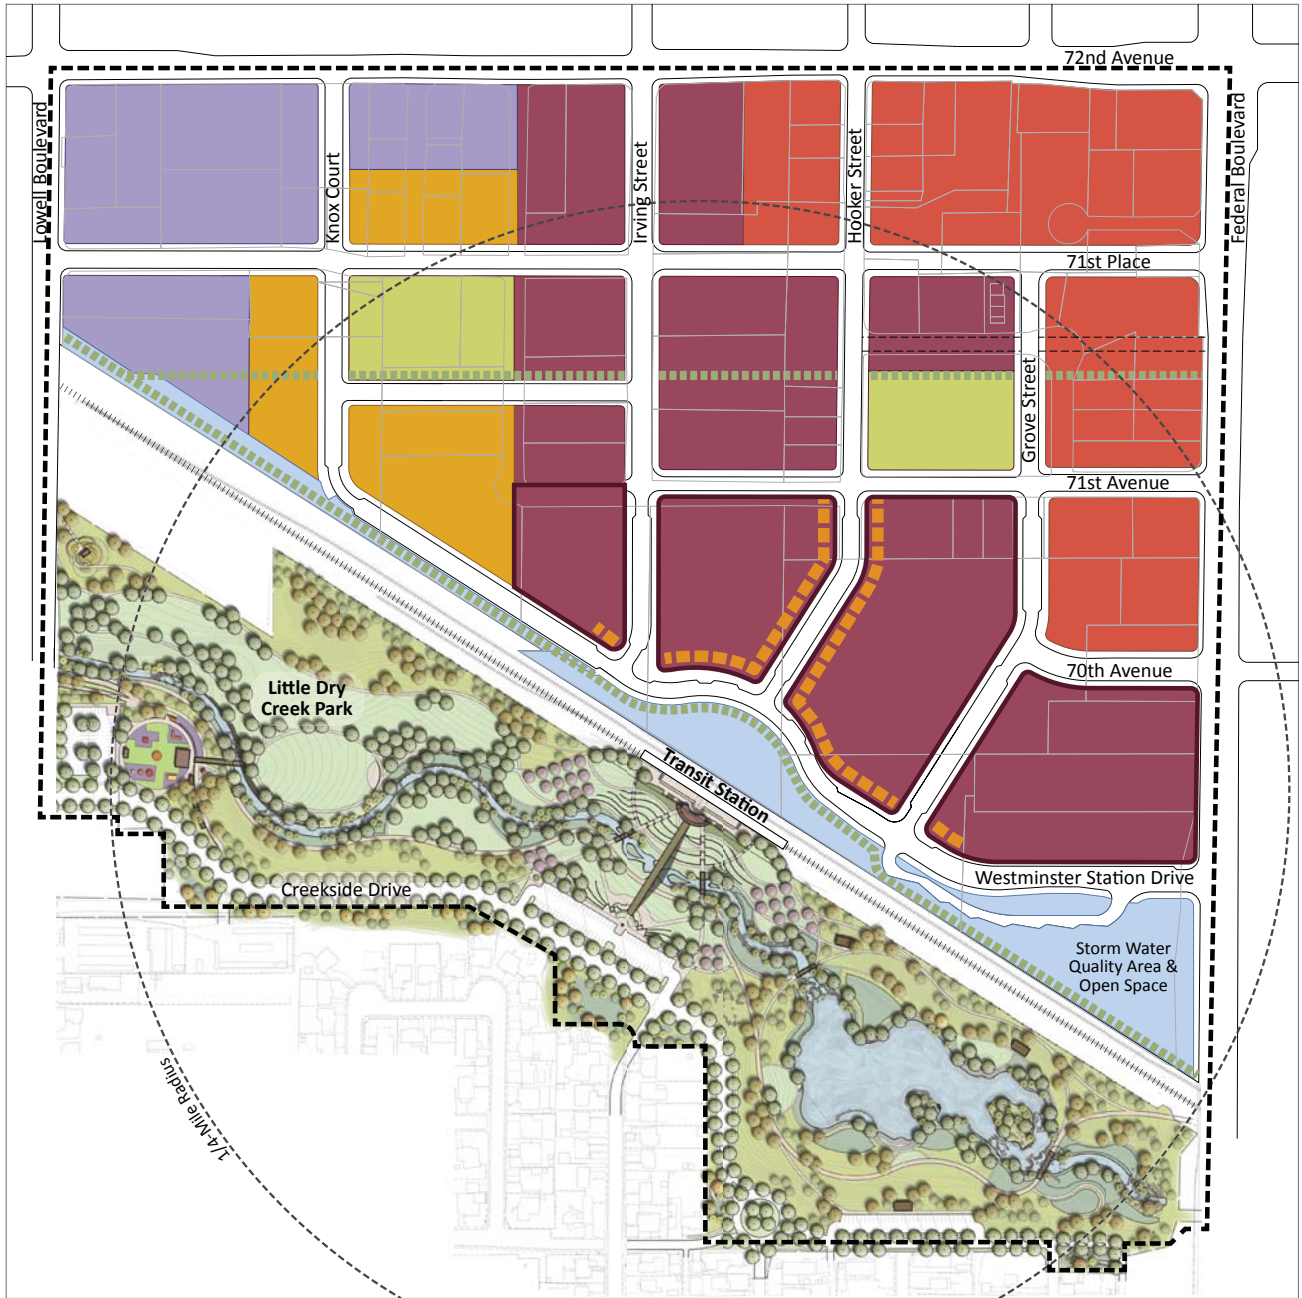 72nd Avenue
Lowell Boulevard
Knox Court
Irving Street
Hooker Street
Federal Boulevard
71st Place
Grove Street
71st Avenue
70th Avenue
Little Dry
Creek Park
Transit Station
Westminster Station Drive
Creekside Drive
Storm Water
Quality Area &
Open Space
1/4-Mile Radius